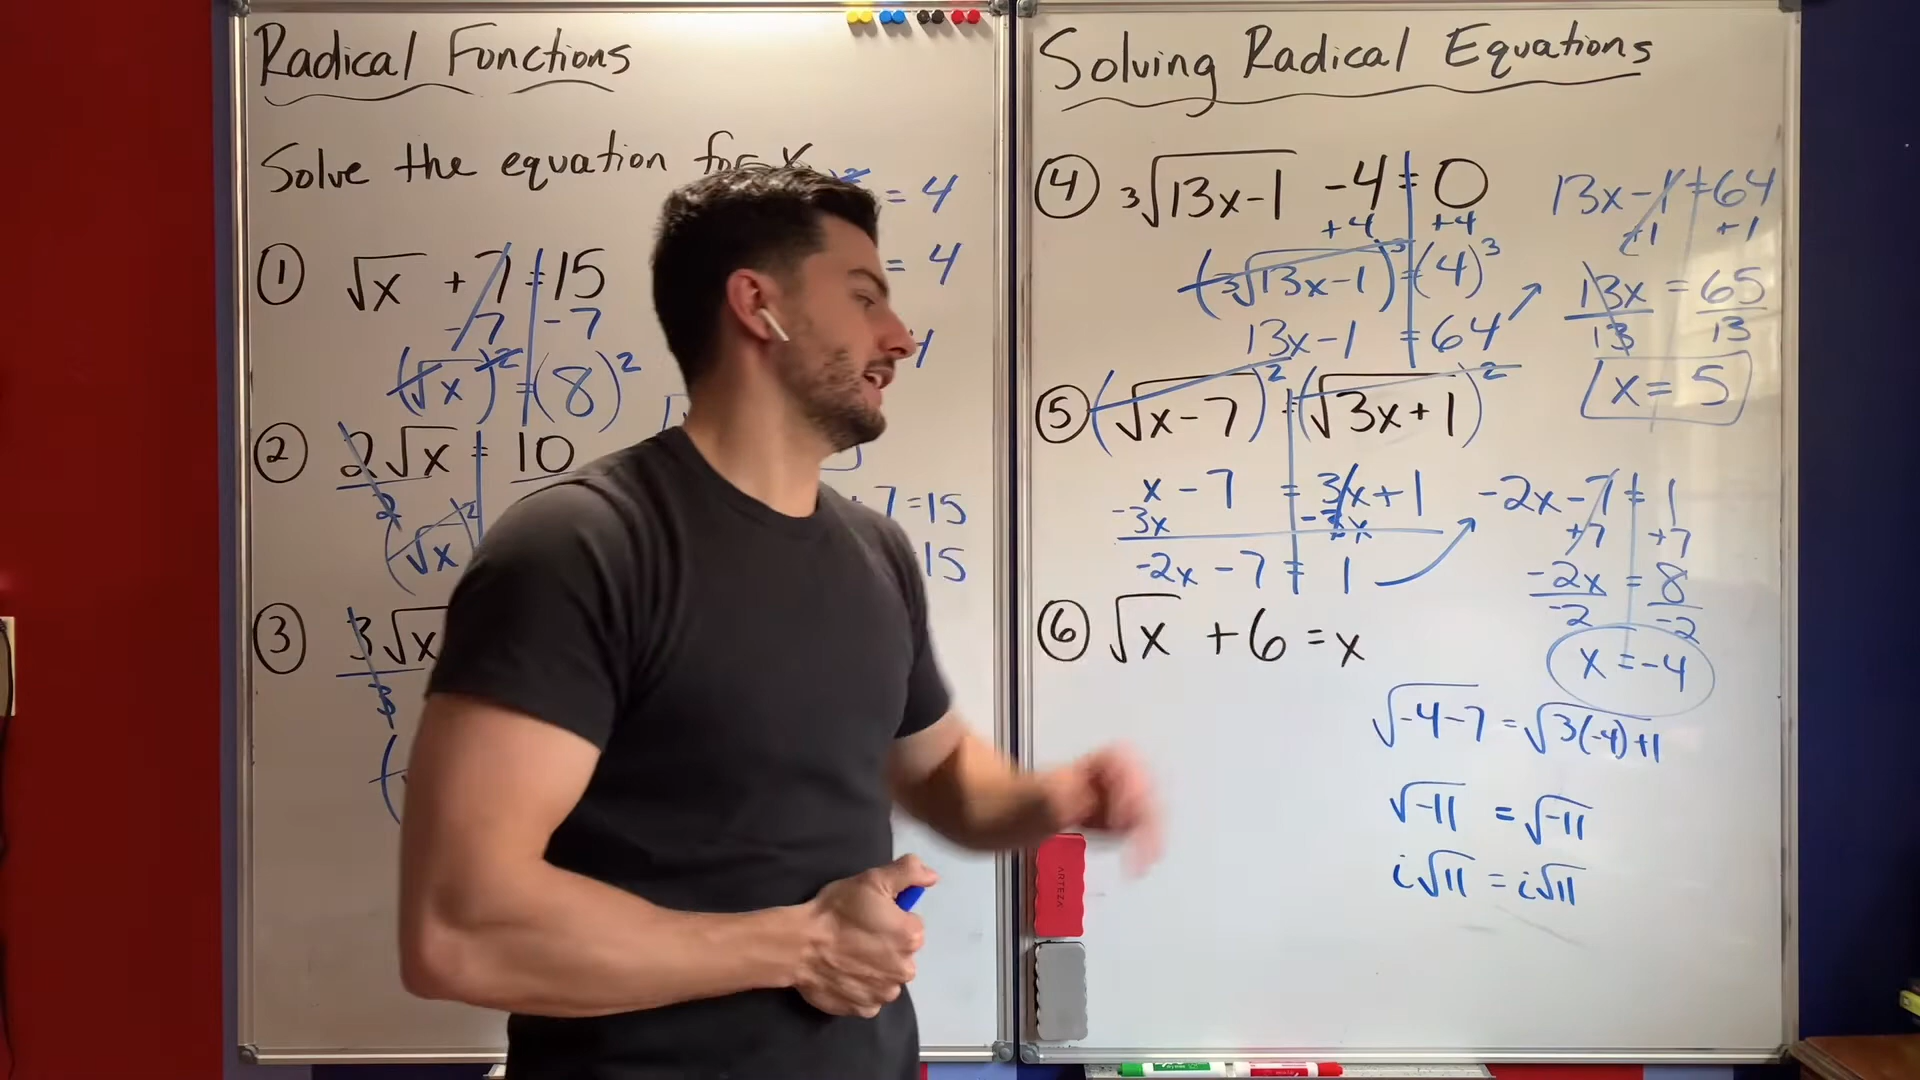 Radical Functions
Solve the equation for x
= 4
= 4
① √x + 7 = 15
-7 -7
(√x)² = (8)²
② 2√x = 10
2
(√x ²
7 = 15
15
③ 3√x
3
Solving Radical Equations
④ ³√13x-1 -4 = 0
+4 +4
(³√13x-1)³ = (4)³
13x-1 = 64
13x-1 = 64
+1 +1
13x = 65
13 13
x = 5
⑤ (√x-7)² = (√3x+1)²
x - 7 = 3x + 1
-3x -3x
-2x - 7 = 1
-2x - 7 = 1
+7 +7
-2x = 8
-2 -2
x = -4
√-4-7 = √3(-4)+1
√-11 = √-11
i√11 = i√11
⑥ √x + 6 = x
ARTEZA